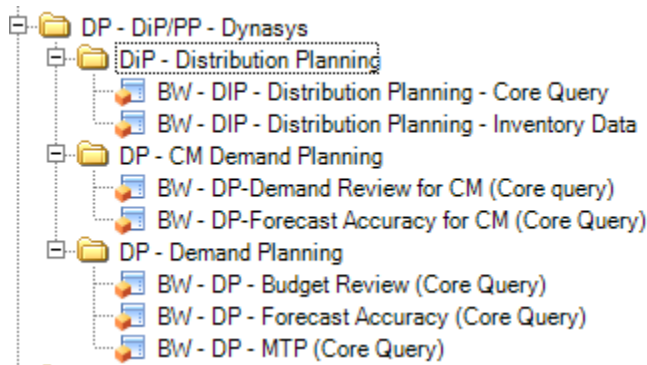 DP - DiP/PP - Dynasys
DiP - Distribution Planning
BW - DIP - Distribution Planning - Core Query
BW - DIP - Distribution Planning - Inventory Data
DP - CM Demand Planning
BW - DP-Demand Review for CM (Core query)
BW - DP-Forecast Accuracy for CM (Core Query)
DP - Demand Planning
BW - DP - Budget Review (Core Query)
BW - DP - Forecast Accuracy (Core Query)
BW - DP - MTP (Core Query)